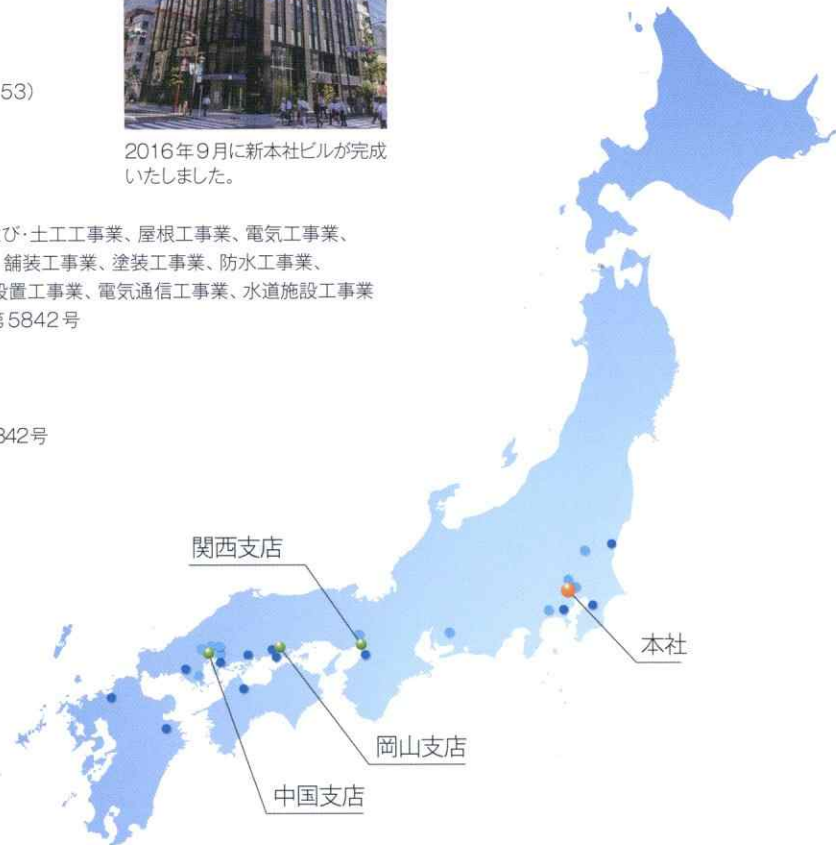 53)
2016年9月に新本社ビルが完成
いたしました。
び・土工工事業、屋根工事業、電気工事業、
舗装工事業、塗装工事業、防水工事業、
設置工事業、電気通信工事業、水道施設工事業
第5842号
842号
関西支店
本社
岡山支店
中国支店